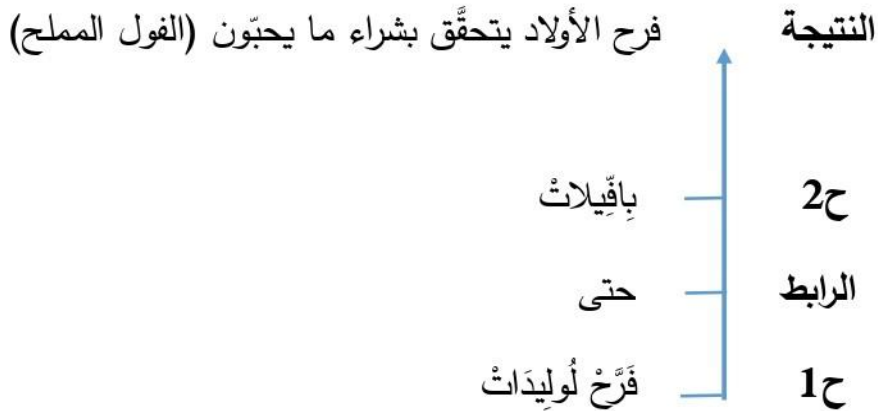 النتيجة فرح الأولاد يتحقَّق بشراء ما يحبّون (الفول المملح)
ح2 بِافِّيلاتْ
الرابط حتى
ح1 فَرَّحْ لُولِيدَاتْ